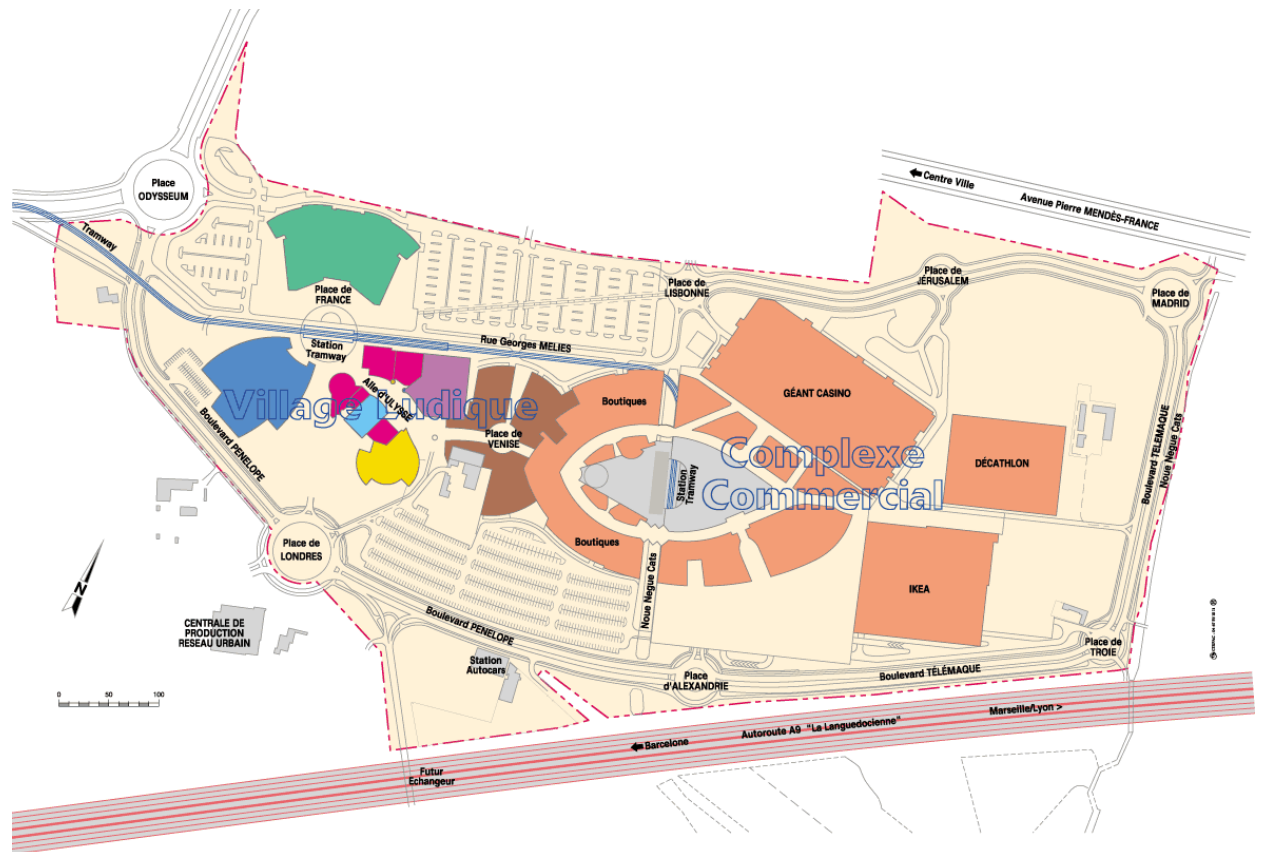 Place
ODYSSEUM
Centre Ville
Avenue Pierre MENDÈS-FRANCE
Tramway
Place de
FRANCE
Place de
LISBONNE
Place de
JÉRUSALEM
Place de
MADRID
Station
Tramway
Rue Georges MELIES
Alle d'ULYSSE
Village Ludique
Boutiques
GÉANT CASINO
Place de
VENISE
Boulevard PENELOPE
Complexe
Commercial
Station
Tramway
DÉCATHLON
Boulevard TELEMAQUE
Noue Negue Cats
Place de
LONDRES
Boutiques
Noue Negue Cats
IKEA
N
CENTRALE DE
PRODUCTION
RESEAU URBAIN
Boulevard PENELOPE
Station
Autocars
Place
d'ALEXANDRIE
Boulevard TÉLÉMAQUE
Place de
TROIE
0 50 100
Barcelone
Autoroute A9 "La Languedocienne"
Marseille/Lyon >
Futur
Echangeur